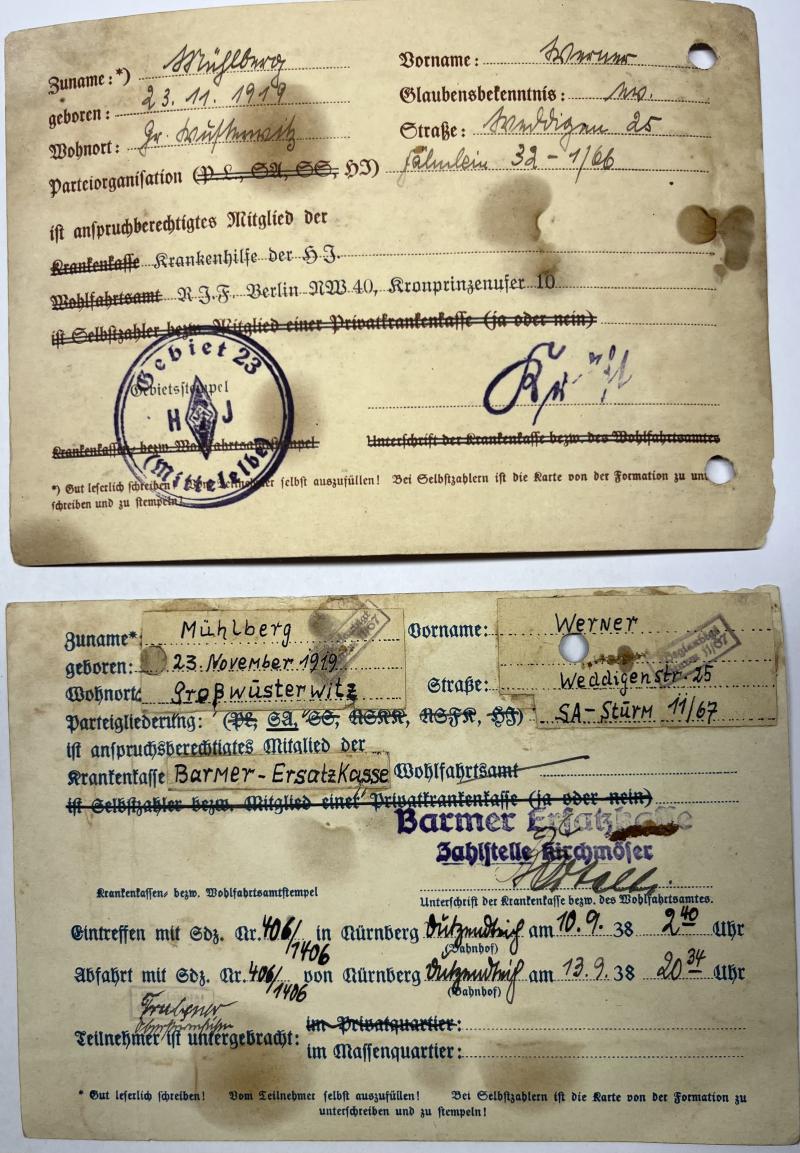 Zuname:*) Mühlberg Vorname: Werner
geboren: 23. 11. 1919 Glaubensbekenntnis: ev.
Wohnort: Gr. Wusterwitz Straße: Weddigen 25
Parteiorganisation (P. L., SA, SS, HJ) Fähnlein 32 - 1/66
ist anspruchberechtigtes Mitglied der
Krankenkasse Krankenhilfe der H.J.
Wohlfahrtsamt R.J.F. Berlin NW 40, Kronprinzenufer 10
ist Selbstzahler bezw. Mitglied einer Privatkrankenkasse (ja oder nein)
Gebiet 23
Gebietsstempel
H J
(Mittelelbe)
Krankenkassen- bezw. Wohlfahrtsamtstempel Unterschrift der Krankenkasse bezw. des Wohlfahrtsamtes
*) Gut leserlich schreiben! Vom Teilnehmer selbst auszufüllen! Bei Selbstzahlern ist die Karte von der Formation zu unter-
schreiben und zu stempeln!
Zuname*: Mühlberg Vorname: Werner
geboren: 23. November 1919
Wohnort: Großwüsterwitz Straße: Weddigenstr. 25
Parteigliederung: (PL, SA, SS, NSKK, NSFK, HJ) SA-Stürm 11/67
ist anspruchsberechtigtes Mitglied der
Krankenkasse Barmer-Ersatzkasse Wohlfahrtsamt
ist Selbstzahler bezw. Mitglied einer Privatkrankenkasse (ja oder nein)
Barmer Ersatzkasse
Zahlstelle Kirchmöser
Krankenkassen- bezw. Wohlfahrtsamtstempel Unterschrift der Krankenkasse bezw. des Wohlfahrtsamtes.
Eintreffen mit Sdz. Nr. 406/1406 in Nürnberg Dutzendteich am 10. 9. 38 2 40 Uhr
(Bahnhof)
Abfahrt mit Sdz. Nr. 406/1406 von Nürnberg Dutzendteich am 13. 9. 38 20 34 Uhr
(Bahnhof)
Teilnehmer ist untergebracht: im Privatquartier:
im Massenquartier:
* Gut leserlich schreiben! Vom Teilnehmer selbst auszufüllen! Bei Selbstzahlern ist die Karte von der Formation zu
unterschreiben und zu stempeln!